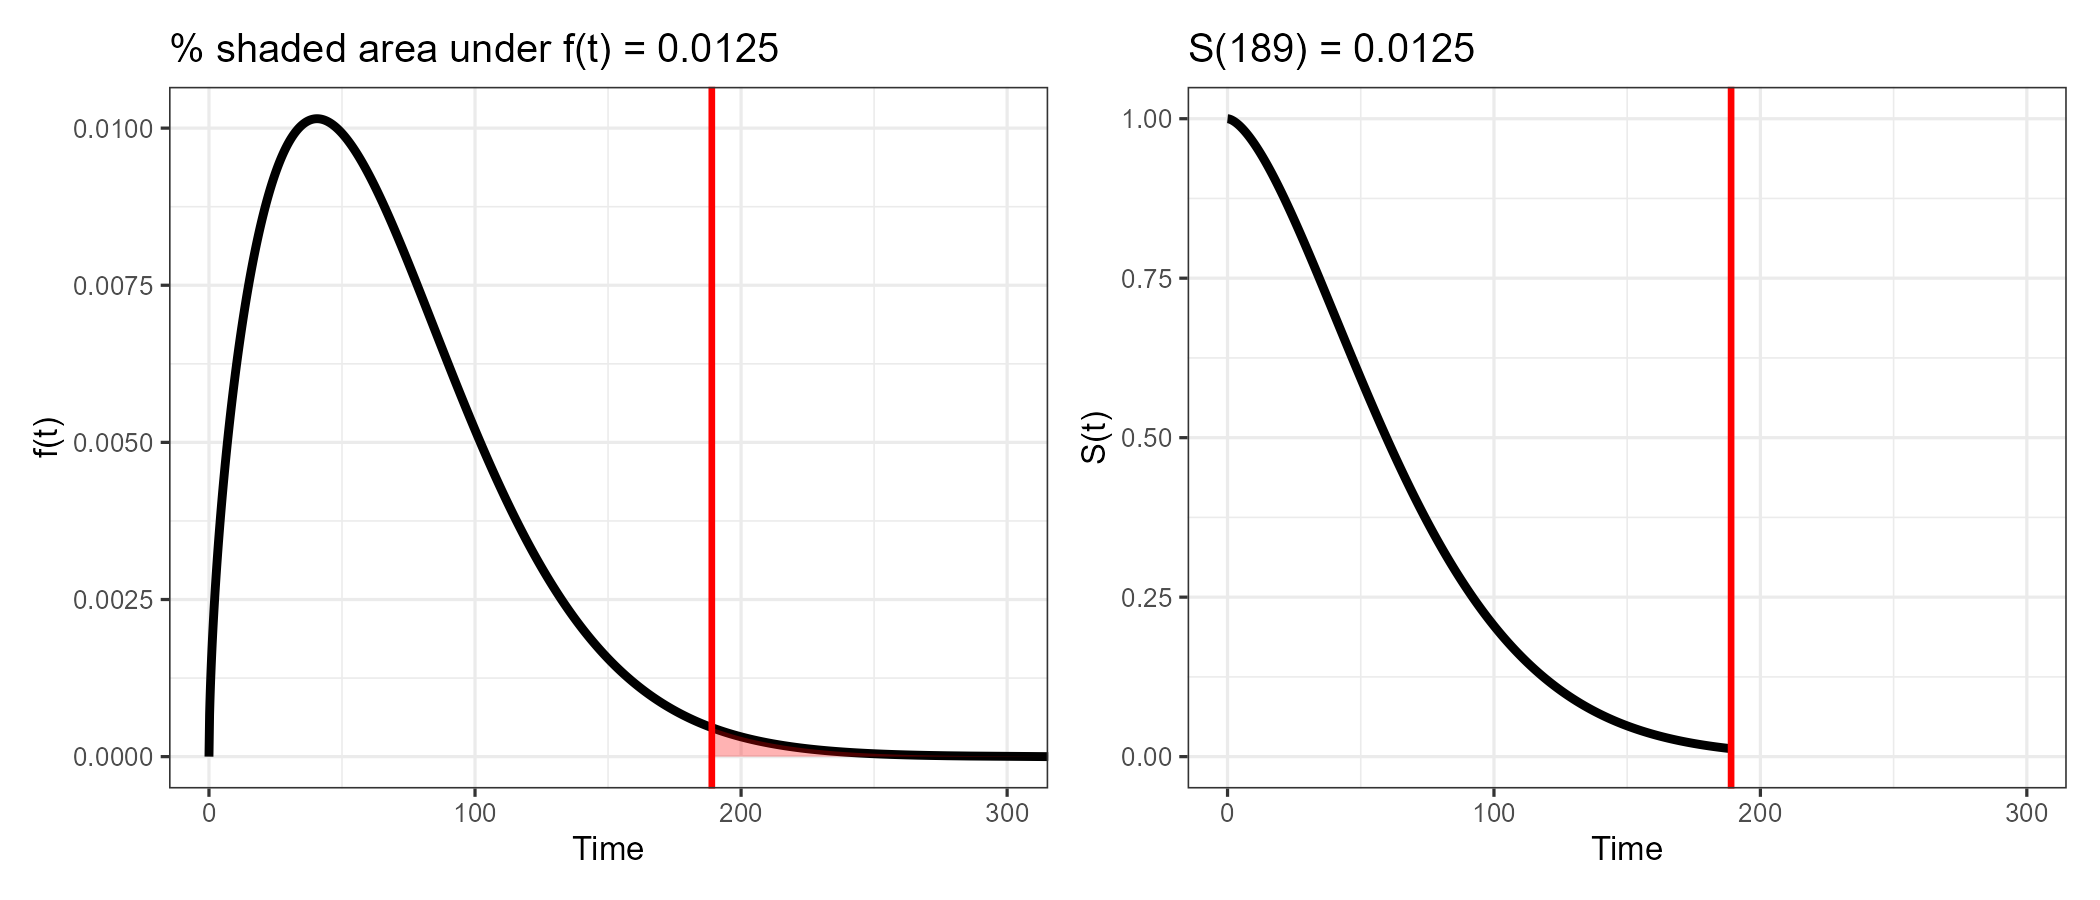 % shaded area under f(t) = 0.0125
f(t)
0.0100
0.0075
0.0050
0.0025
0.0000
0 100 200 300
Time
S(189) = 0.0125
S(t)
1.00
0.75
0.50
0.25
0.00
0 100 200 300
Time